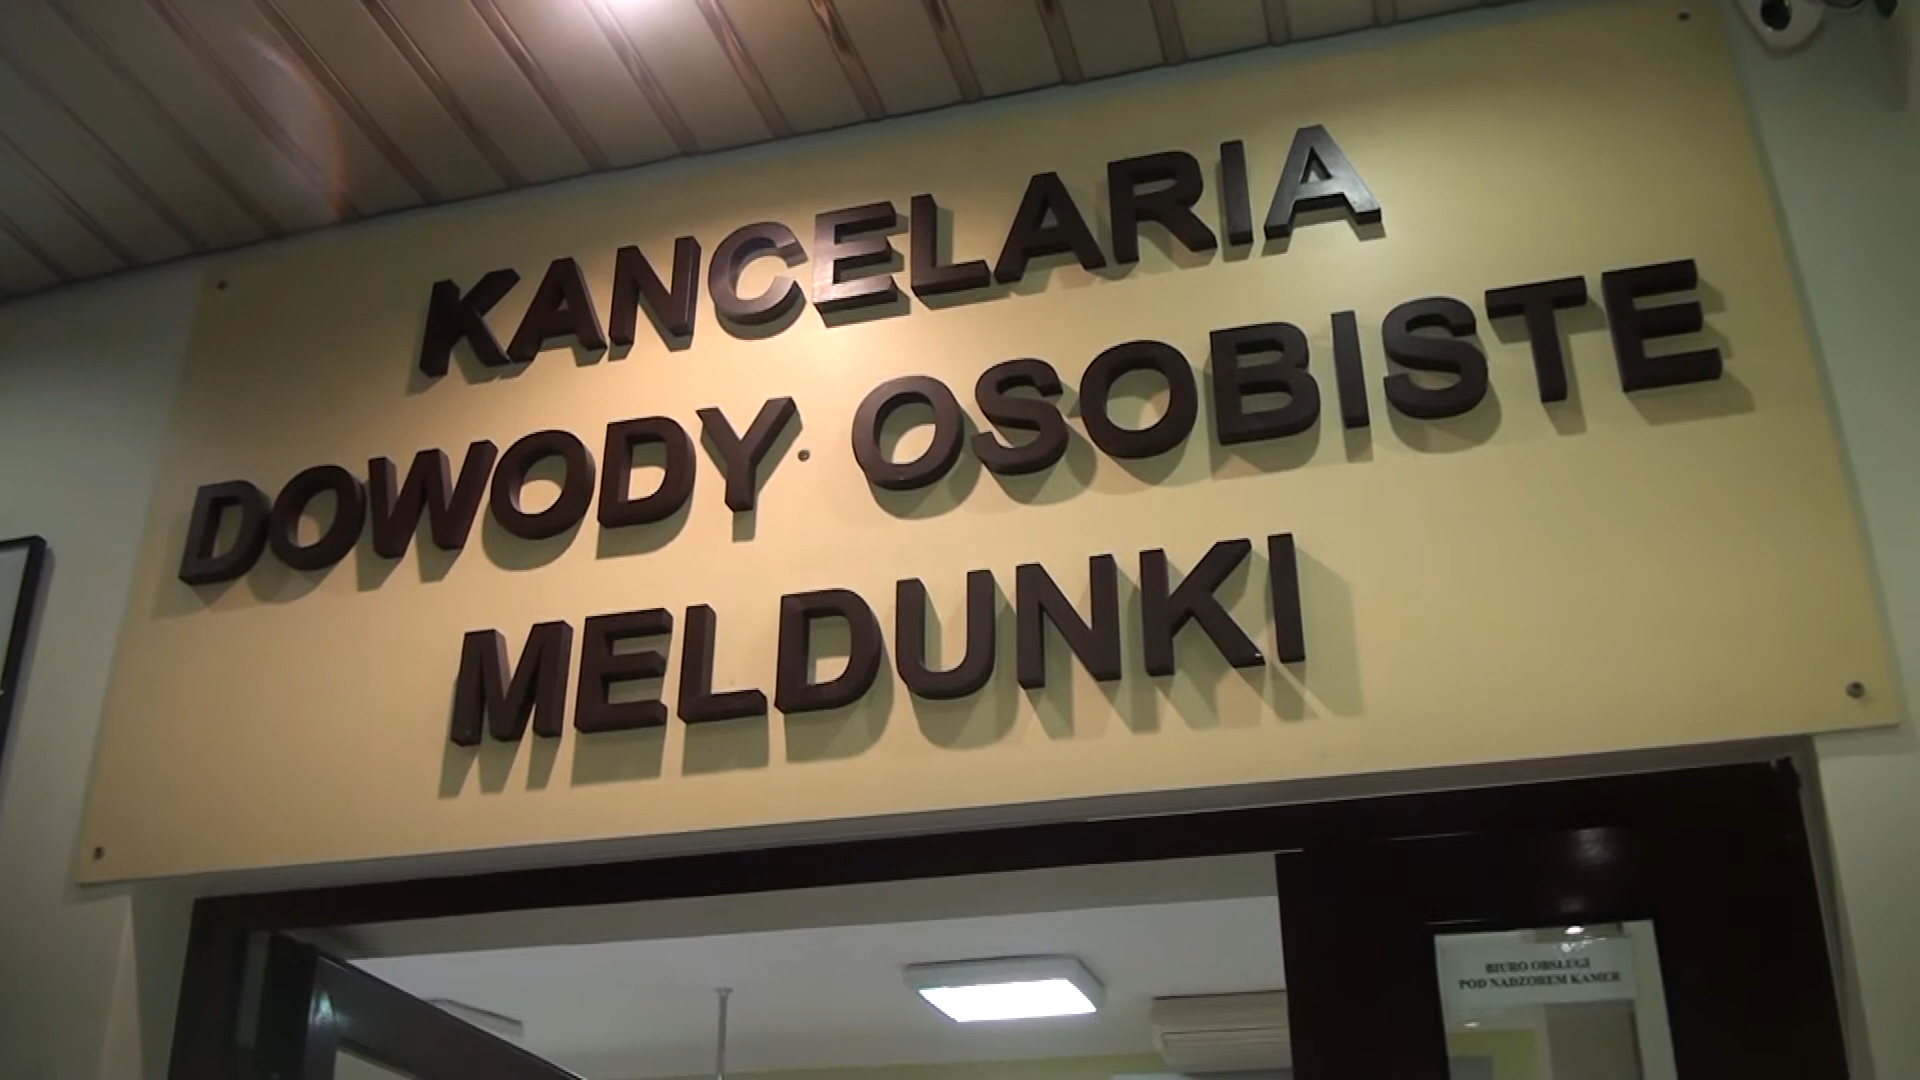 KANCELARIA
DOWODY OSOBISTE
MELDUNKI
BIURO OBSŁUGI
POD NADZOREM KAMER